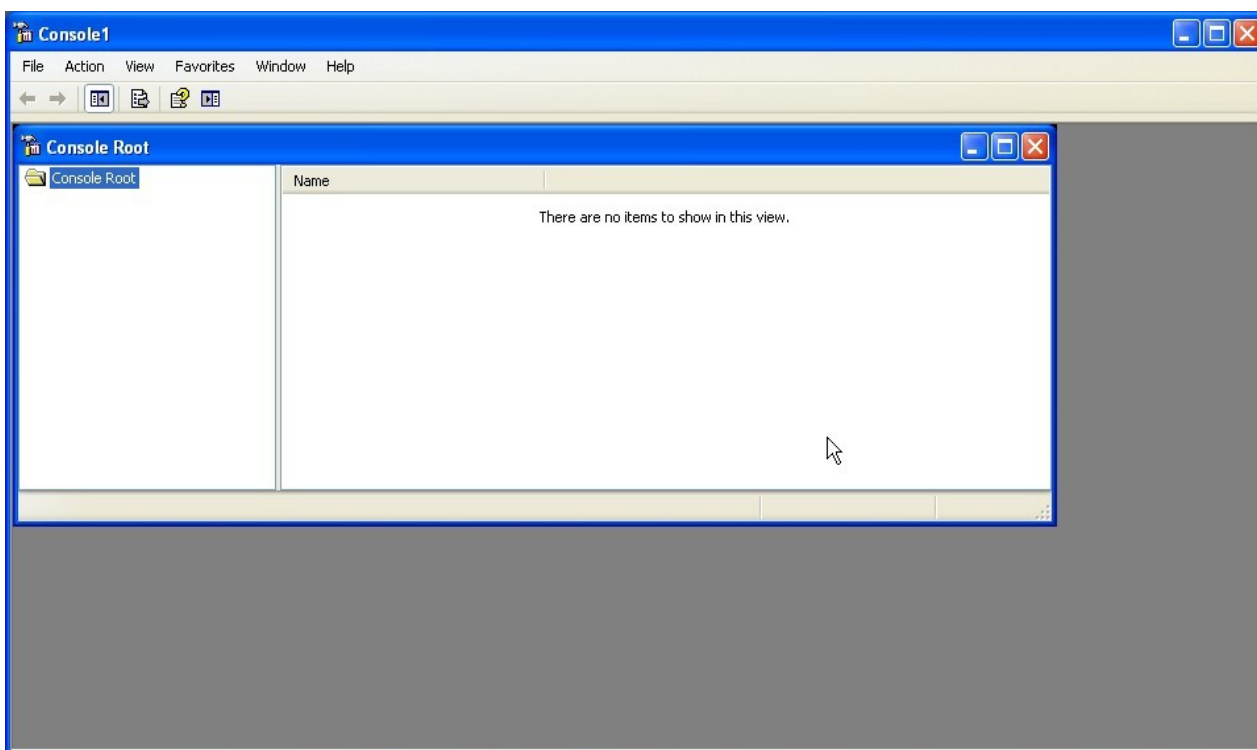 Console1
File Action View Favorites Window Help
Console Root
Console Root
Name
There are no items to show in this view.